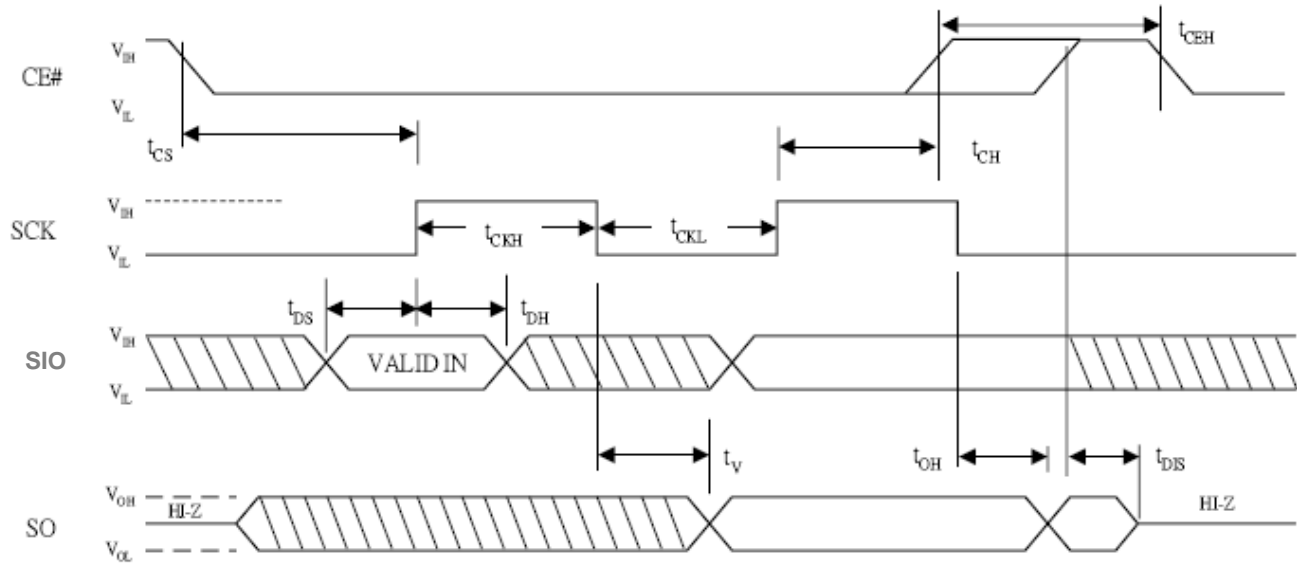 V_IH
t_CEH
CE#
V_IL
t_CS
t_CH
V_IH
SCK
t_CKH
t_CKL
V_IL
t_DS
t_DH
V_IH
SIO
VALID IN
V_IL
t_V
t_OH
t_DIS
V_OH
HI-Z
HI-Z
SO
V_OL